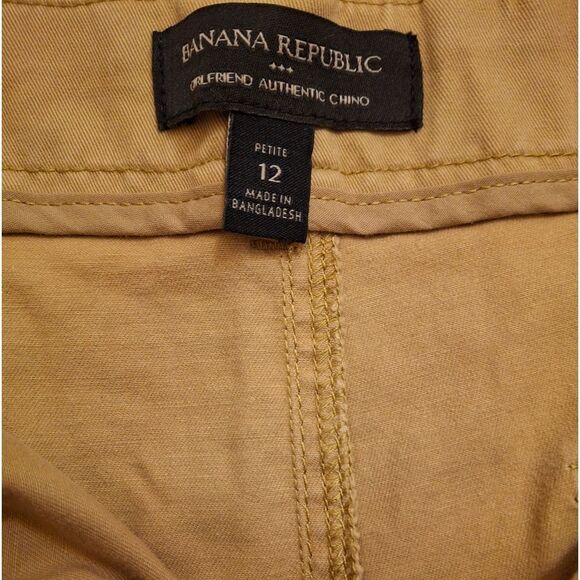 BANANA REPUBLIC
GIRLFRIEND AUTHENTIC CHINO
PETITE
12
MADE IN
BANGLADESH